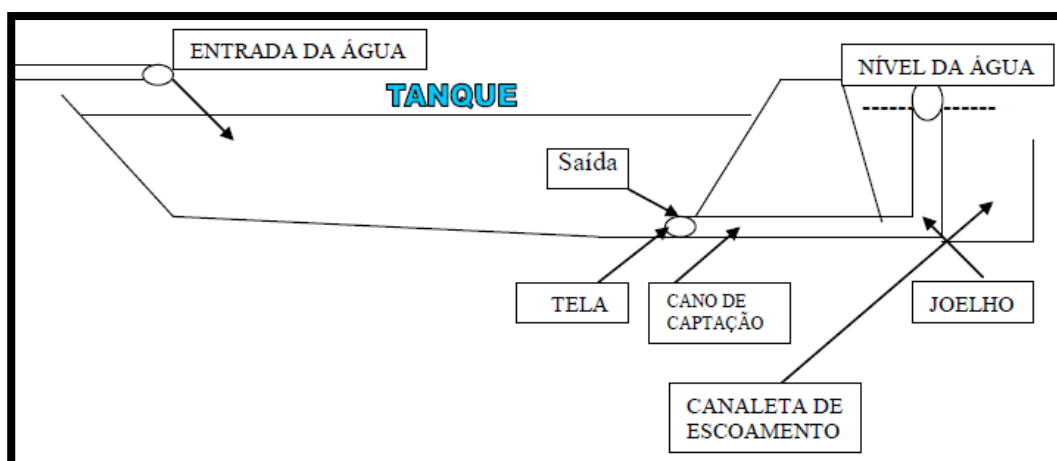 ENTRADA DA ÁGUA
NÍVEL DA ÁGUA
TANQUE
Saída
TELA
CANO DE
CAPTAÇÃO
JOELHO
CANALETA DE
ESCOAMENTO